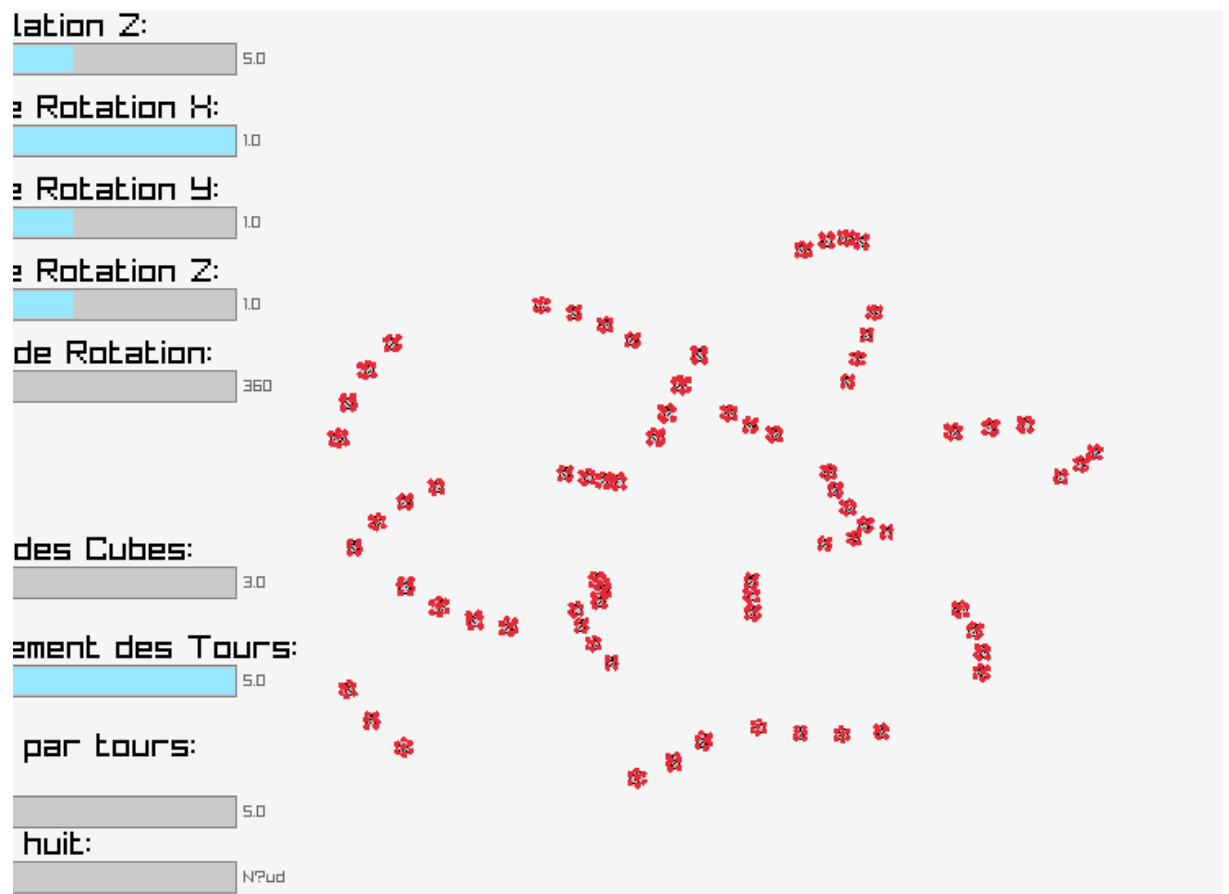 lation Z:
5.0
e Rotation X:
1.0
e Rotation Y:
1.0
e Rotation Z:
1.0
de Rotation:
360
des Cubes:
3.0
ement des Tours:
5.0
par tours:
5.0
huit:
N?ud